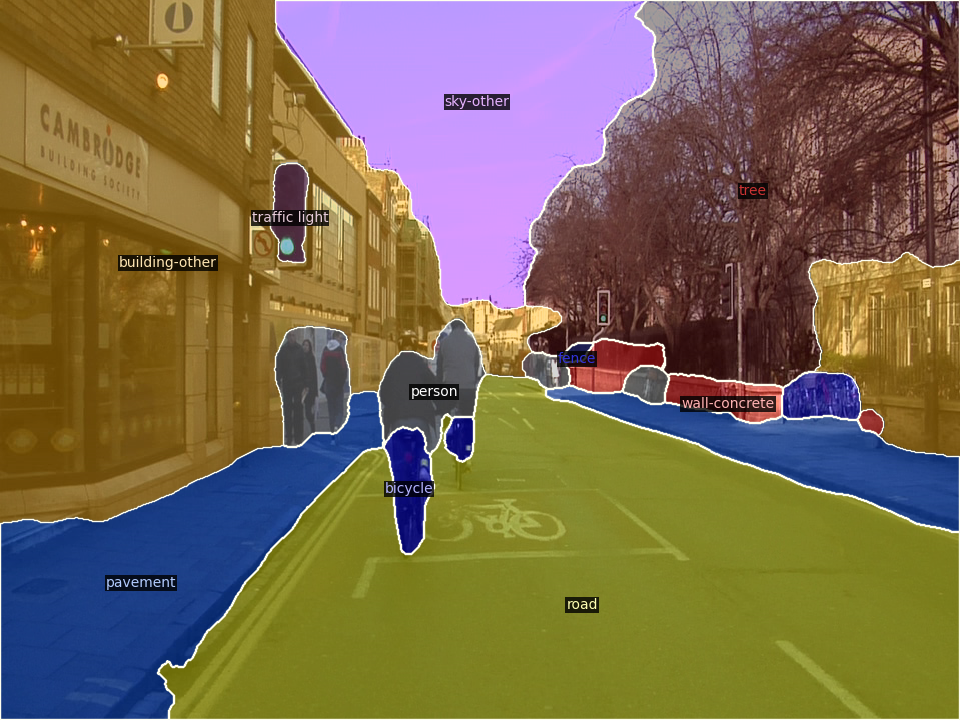 CAMBRIDGE
BUILDING SOCIETY
sky-other
tree
traffic light
building-other
fence
person
wall-concrete
bicycle
pavement
road